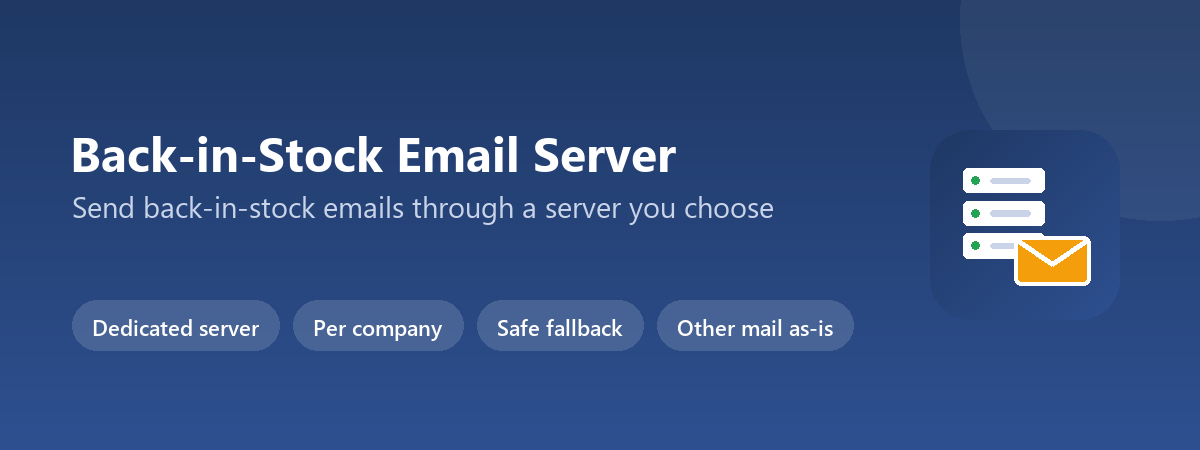 Back-in-Stock Email Server
Send back-in-stock emails through a server you choose
Dedicated server
Per company
Safe fallback
Other mail as-is